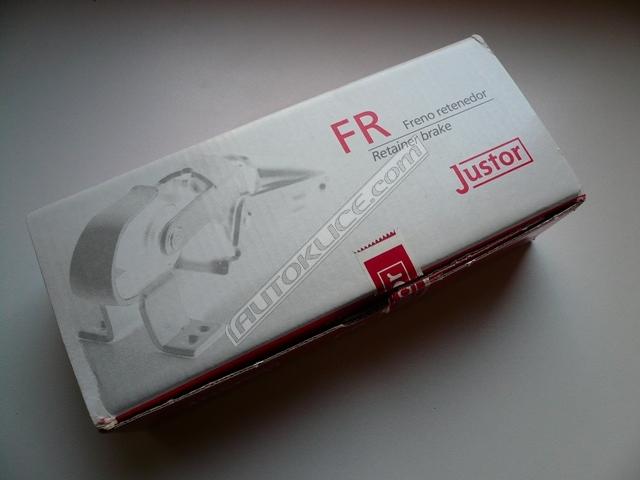 FR
Freno retenedor
Retainer brake
Justor
AUTOKLICE.com